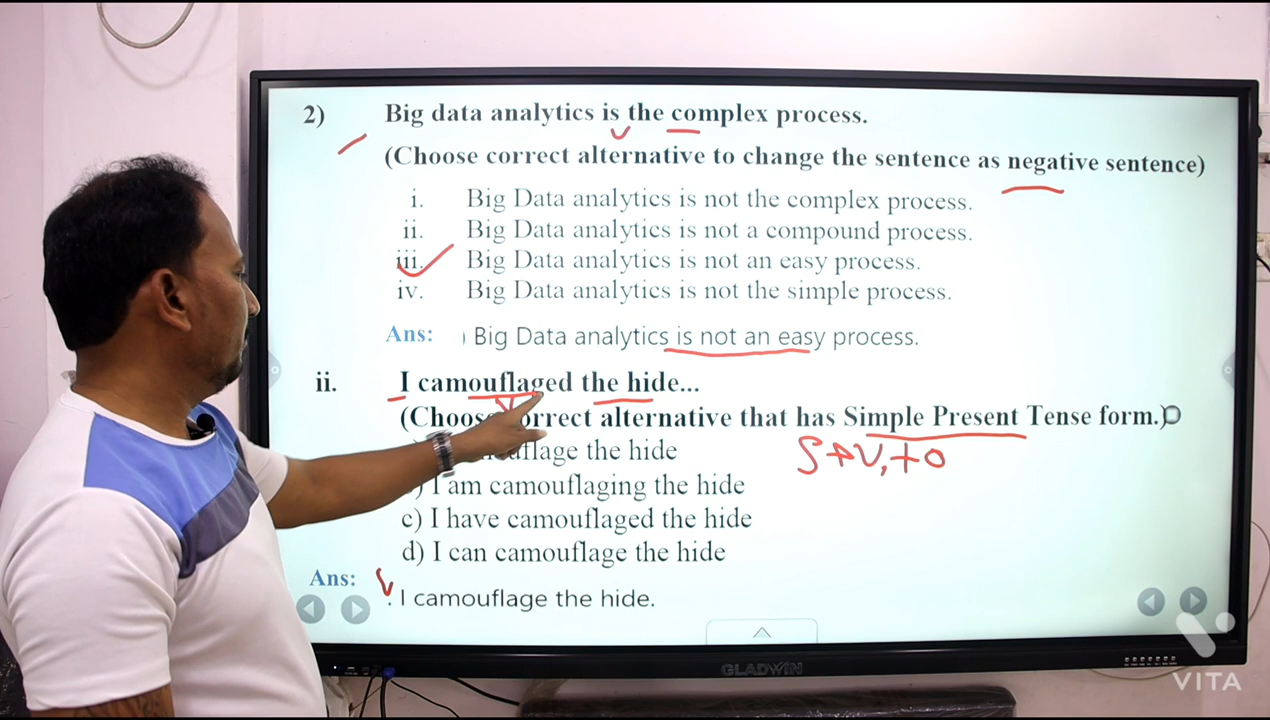 2) Big data analytics is the complex process.
(Choose correct alternative to change the sentence as negative sentence)
i. Big Data analytics is not the complex process.
ii. Big Data analytics is not a compound process.
iii. Big Data analytics is not an easy process.
iv. Big Data analytics is not the simple process.
Ans: ) Big Data analytics is not an easy process.
ii. I camouflaged the hide...
(Choose correct alternative that has Simple Present Tense form.)
the hide
S+V1+O
I am camouflaging the hide
c) I have camouflaged the hide
d) I can camouflage the hide
Ans:
. I camouflage the hide.
GLADWIN
VITA